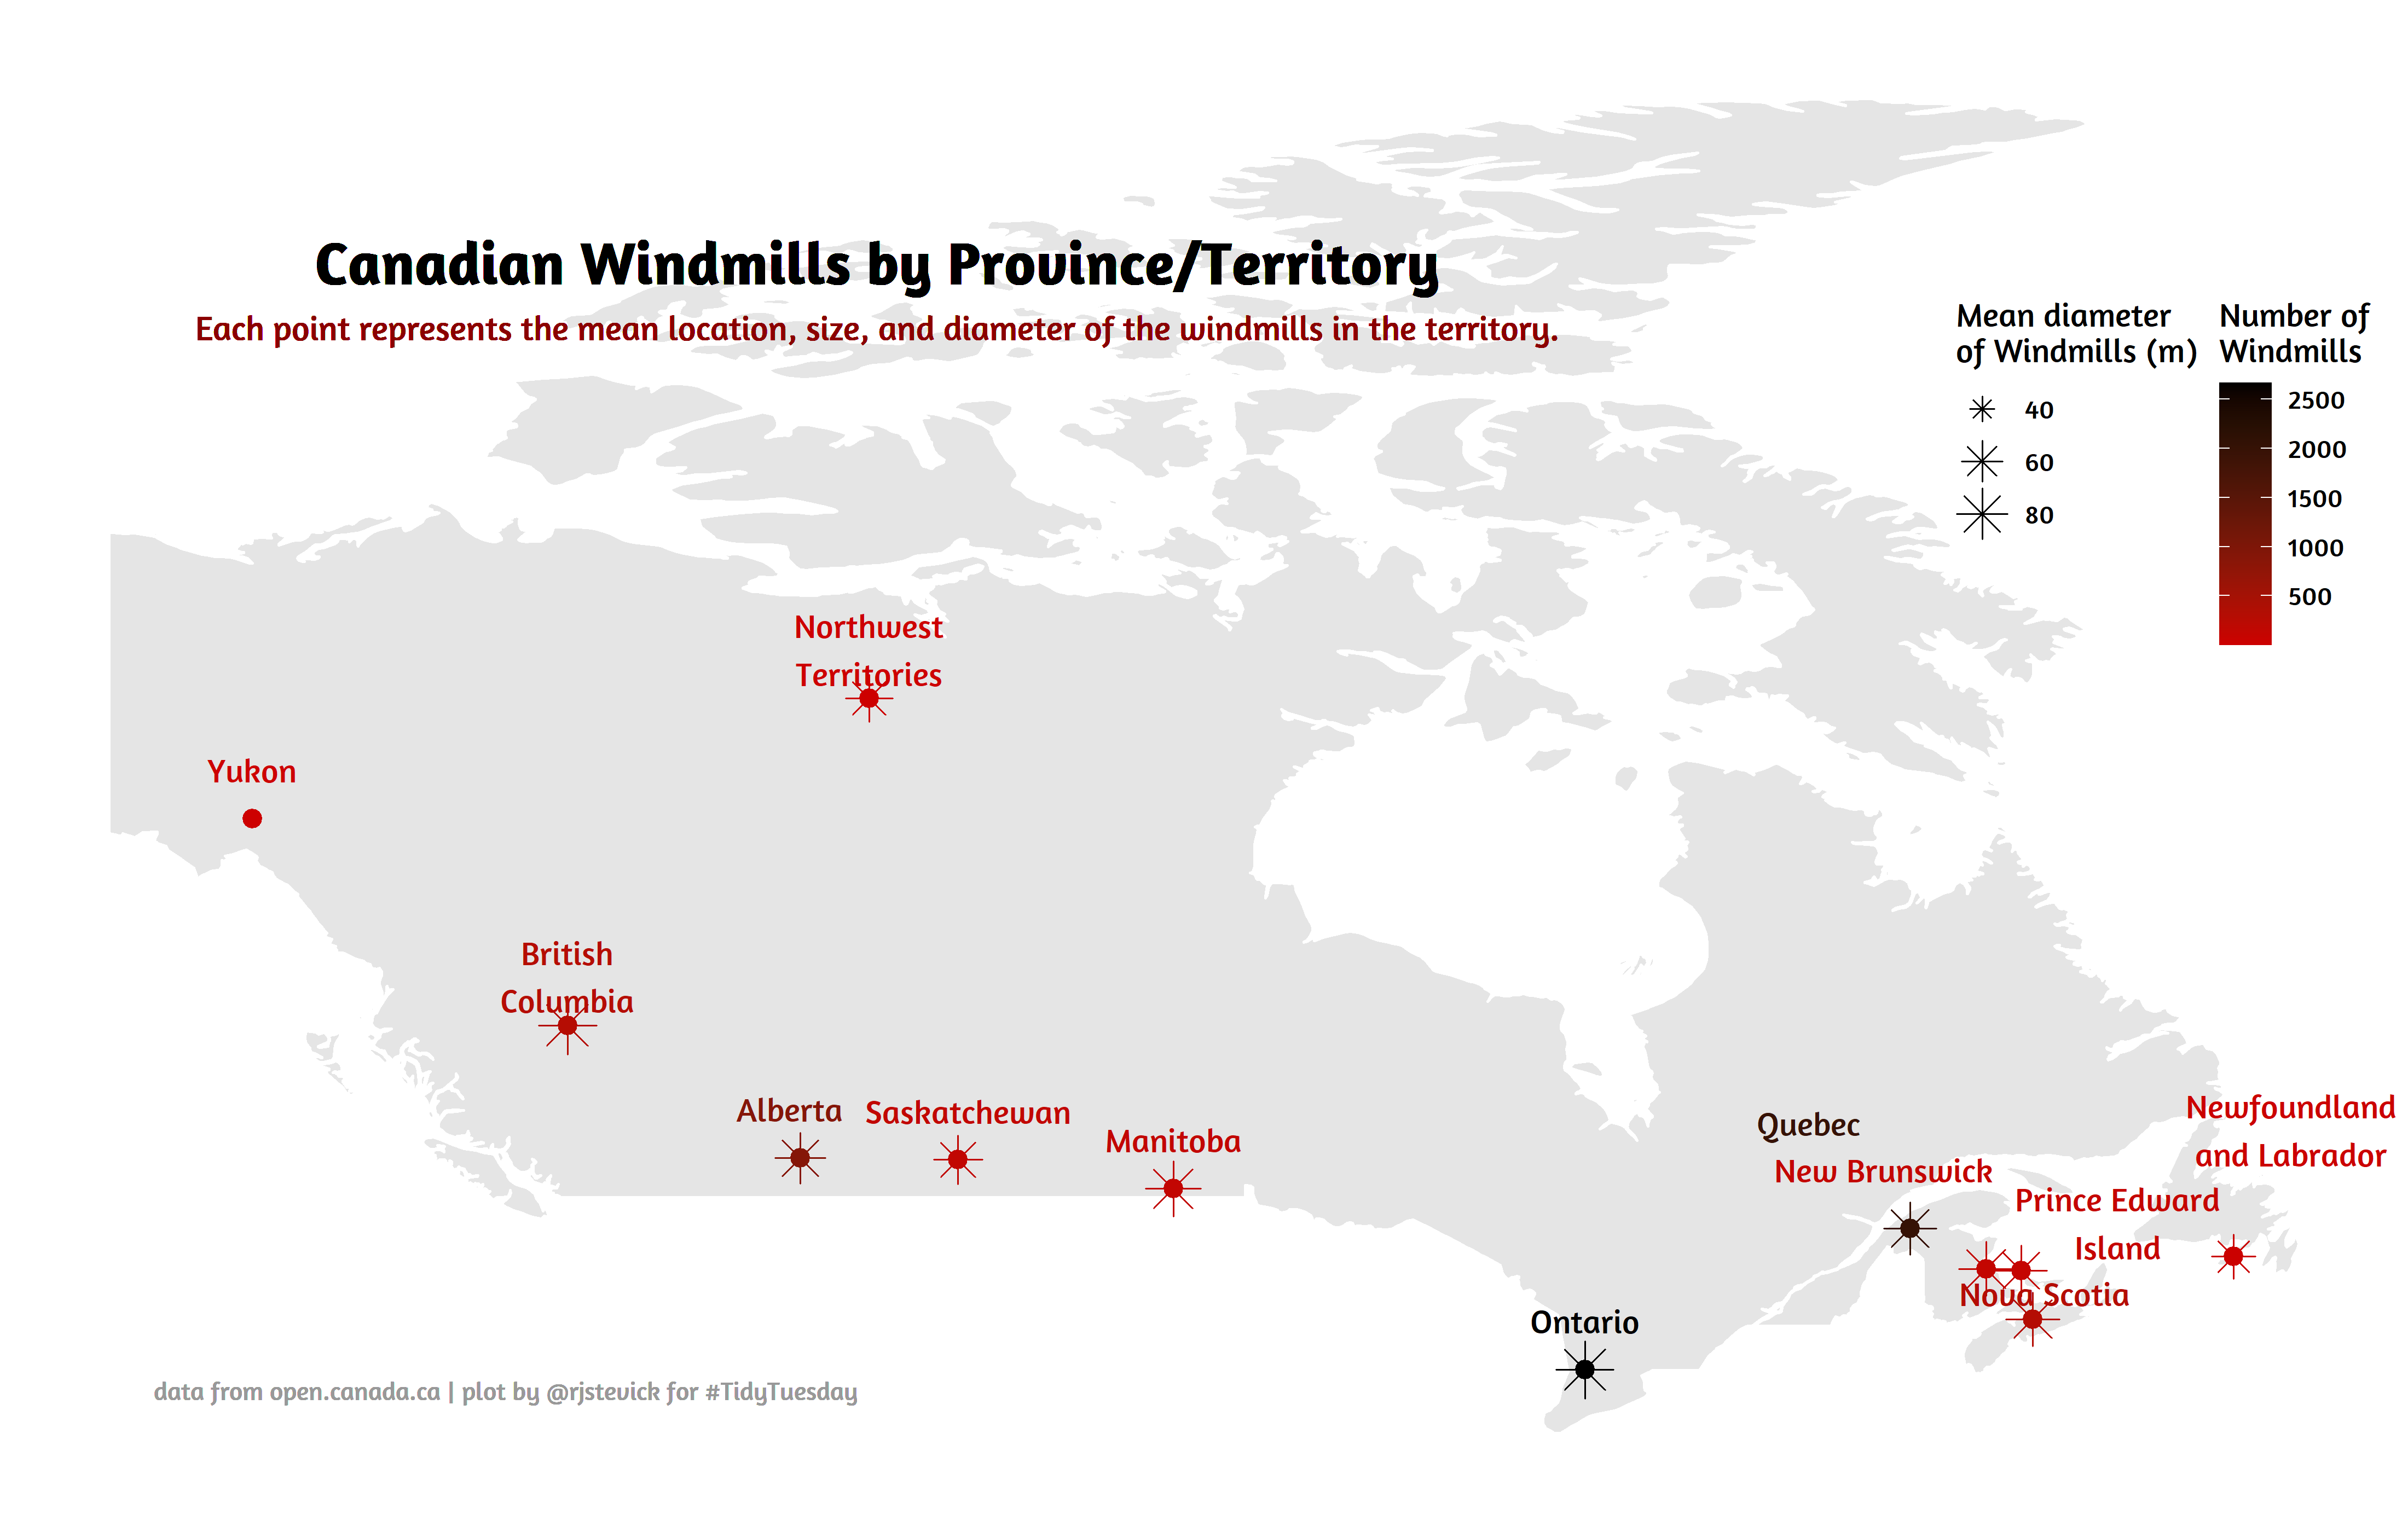 Canadian Windmills by Province/Territory
Each point represents the mean location, size, and diameter of the windmills in the territory.
Mean diameter
of Windmills (m)
40
60
80
Number of
Windmills
2500
2000
1500
1000
500
Northwest
Territories
Yukon
British
Columbia
Alberta
Saskatchewan
Manitoba
Quebec
New Brunswick
Newfoundland
and Labrador
Prince Edward
Island
Nova Scotia
Ontario
data from open.canada.ca | plot by @rjstevick for #TidyTuesday